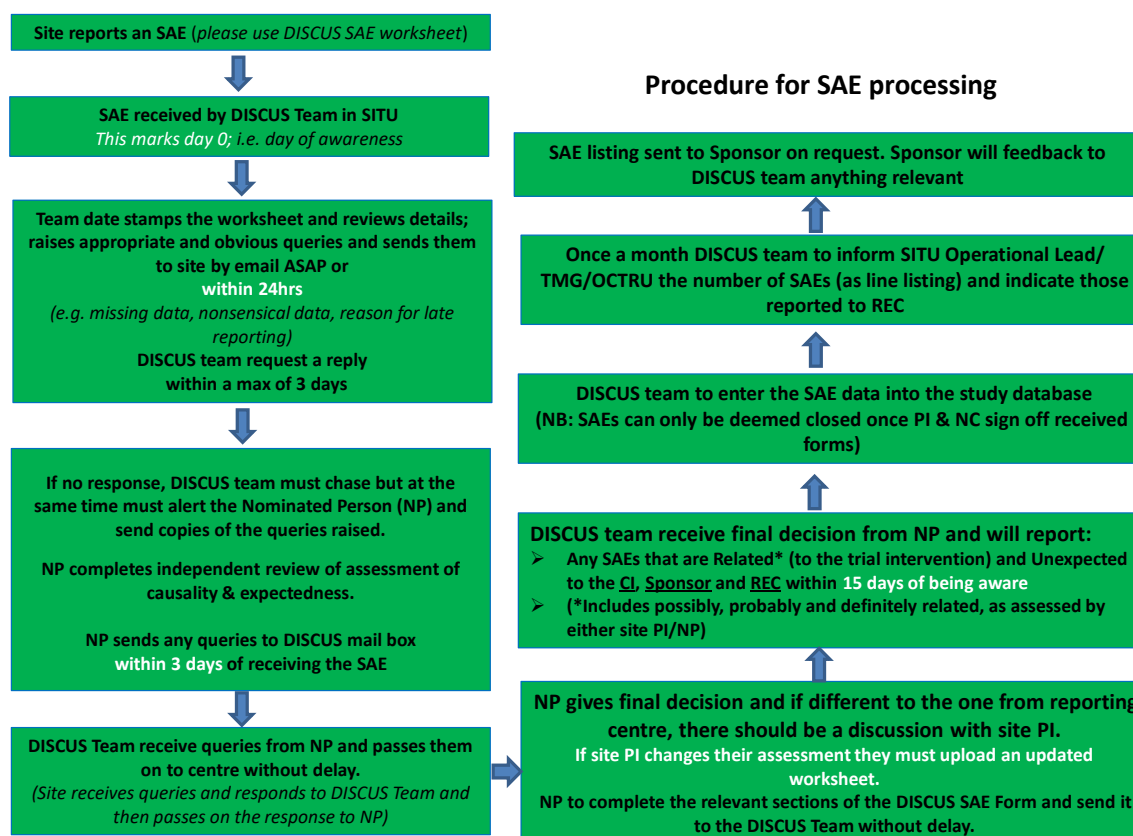 Site reports an SAE (please use DISCUS SAE worksheet)
SAE received by DISCUS Team in SITU
This marks day 0; i.e. day of awareness
Team date stamps the worksheet and reviews details;
raises appropriate and obvious queries and sends them
to site by email ASAP or
within 24hrs
(e.g. missing data, nonsensical data, reason for late
reporting)
DISCUS team request a reply
within a max of 3 days
If no response, DISCUS team must chase but at the
same time must alert the Nominated Person (NP) and
send copies of the queries raised.
NP completes independent review of assessment of
causality & expectedness.
NP sends any queries to DISCUS mail box
within 3 days of receiving the SAE
DISCUS Team receive queries from NP and passes them
on to centre without delay.
(Site receives queries and responds to DISCUS Team and
then passes on the response to NP)
Procedure for SAE processing
SAE listing sent to Sponsor on request. Sponsor will feedback to
DISCUS team anything relevant
Once a month DISCUS team to inform SITU Operational Lead/
TMG/OCTRU the number of SAEs (as line listing) and indicate those
reported to REC
DISCUS team to enter the SAE data into the study database
(NB: SAEs can only be deemed closed once PI & NC sign off received
forms)
DISCUS team receive final decision from NP and will report:
➢ Any SAEs that are Related* (to the trial intervention) and Unexpected
to the CI, Sponsor and REC within 15 days of being aware
➢ (*Includes possibly, probably and definitely related, as assessed by
either site PI/NP)
NP gives final decision and if different to the one from reporting
centre, there should be a discussion with site PI.
If site PI changes their assessment they must upload an updated
worksheet.
NP to complete the relevant sections of the DISCUS SAE Form and send it
to the DISCUS Team without delay.